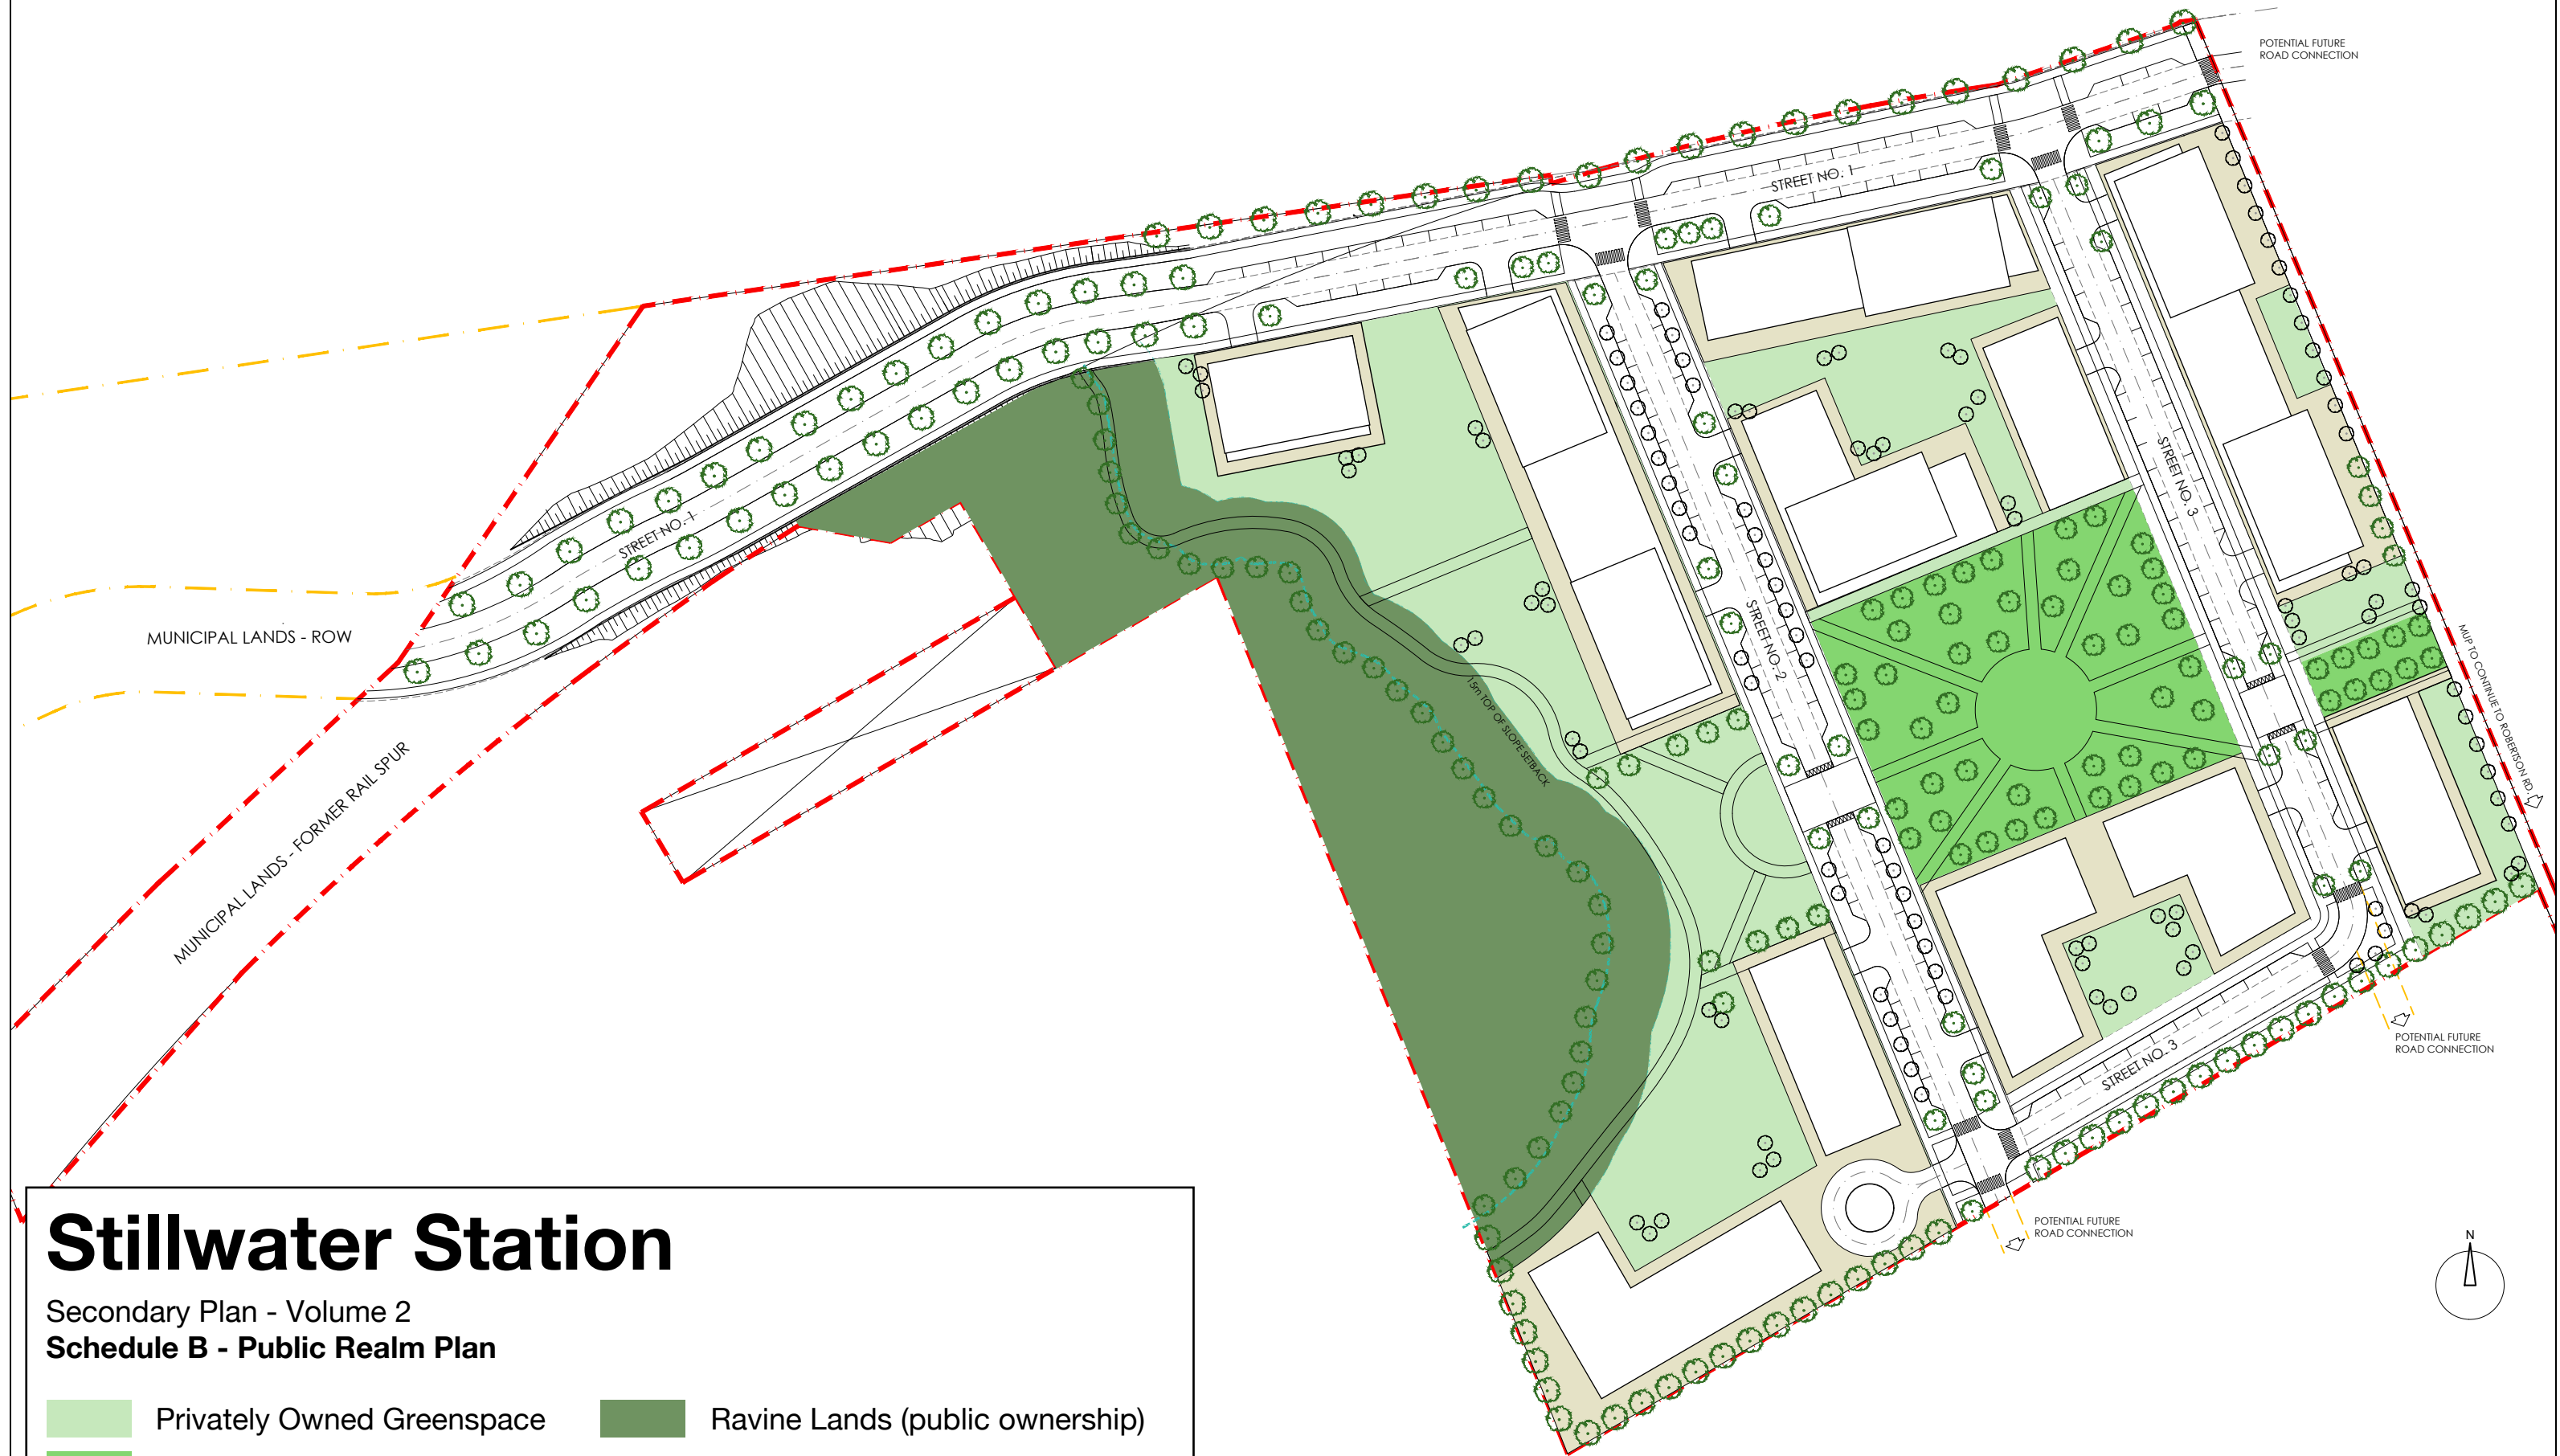 POTENTIAL FUTURE
ROAD CONNECTION
STREET NO. 1
STREET NO. 1
STREET NO. 3
STREET NO. 2
MUNICIPAL LANDS - ROW
MUNICIPAL LANDS - FORMER RAIL SPUR
15m TOP OF SLOPE SETBACK
MUP TO CONTINUE TO ROBERTSON RD.
POTENTIAL FUTURE
ROAD CONNECTION
STREET NO. 3
POTENTIAL FUTURE
ROAD CONNECTION
N
Stillwater Station
Secondary Plan - Volume 2
Schedule B - Public Realm Plan
Privately Owned Greenspace
Ravine Lands (public ownership)